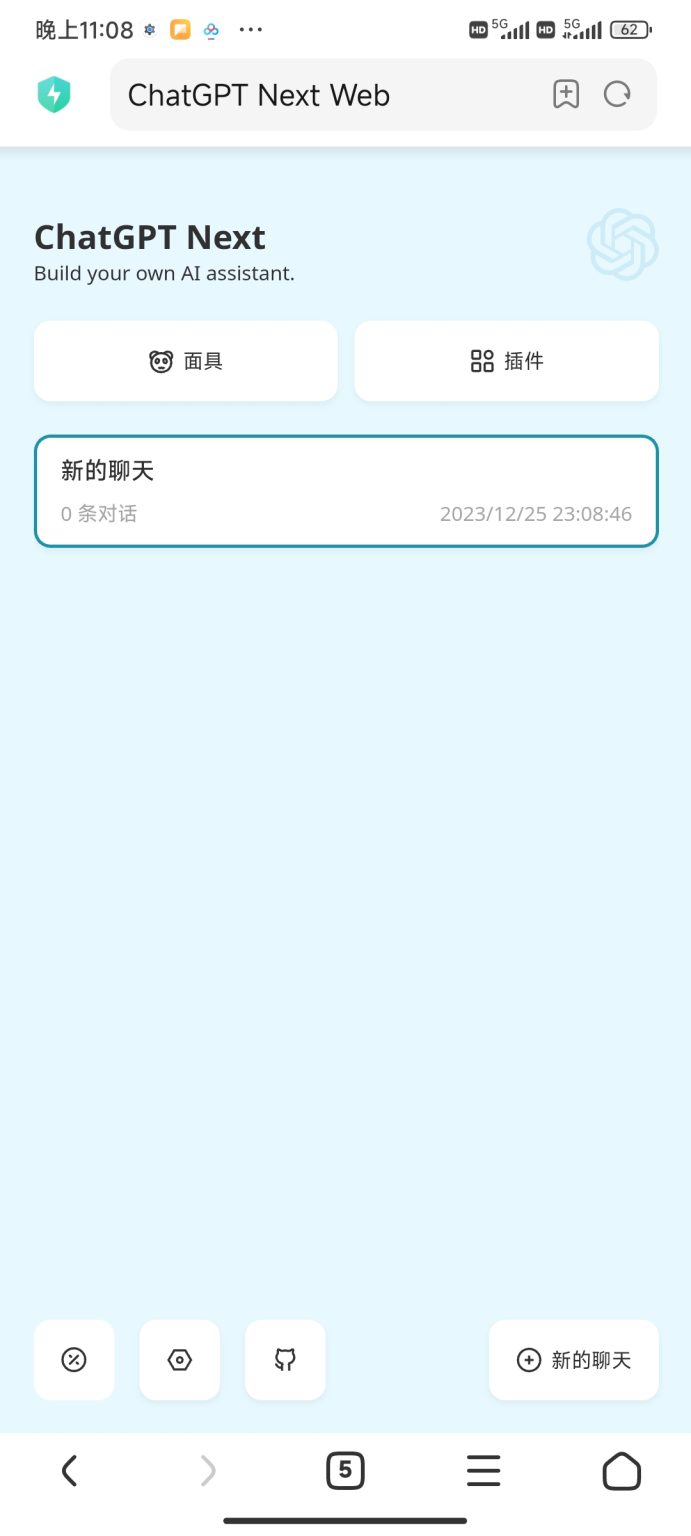 晚上11:08
HD 5G HD 5G 62
ChatGPT Next Web
ChatGPT Next
Build your own AI assistant.
面具
插件
新的聊天
0 条对话
2023/12/25 23:08:46
新的聊天
5